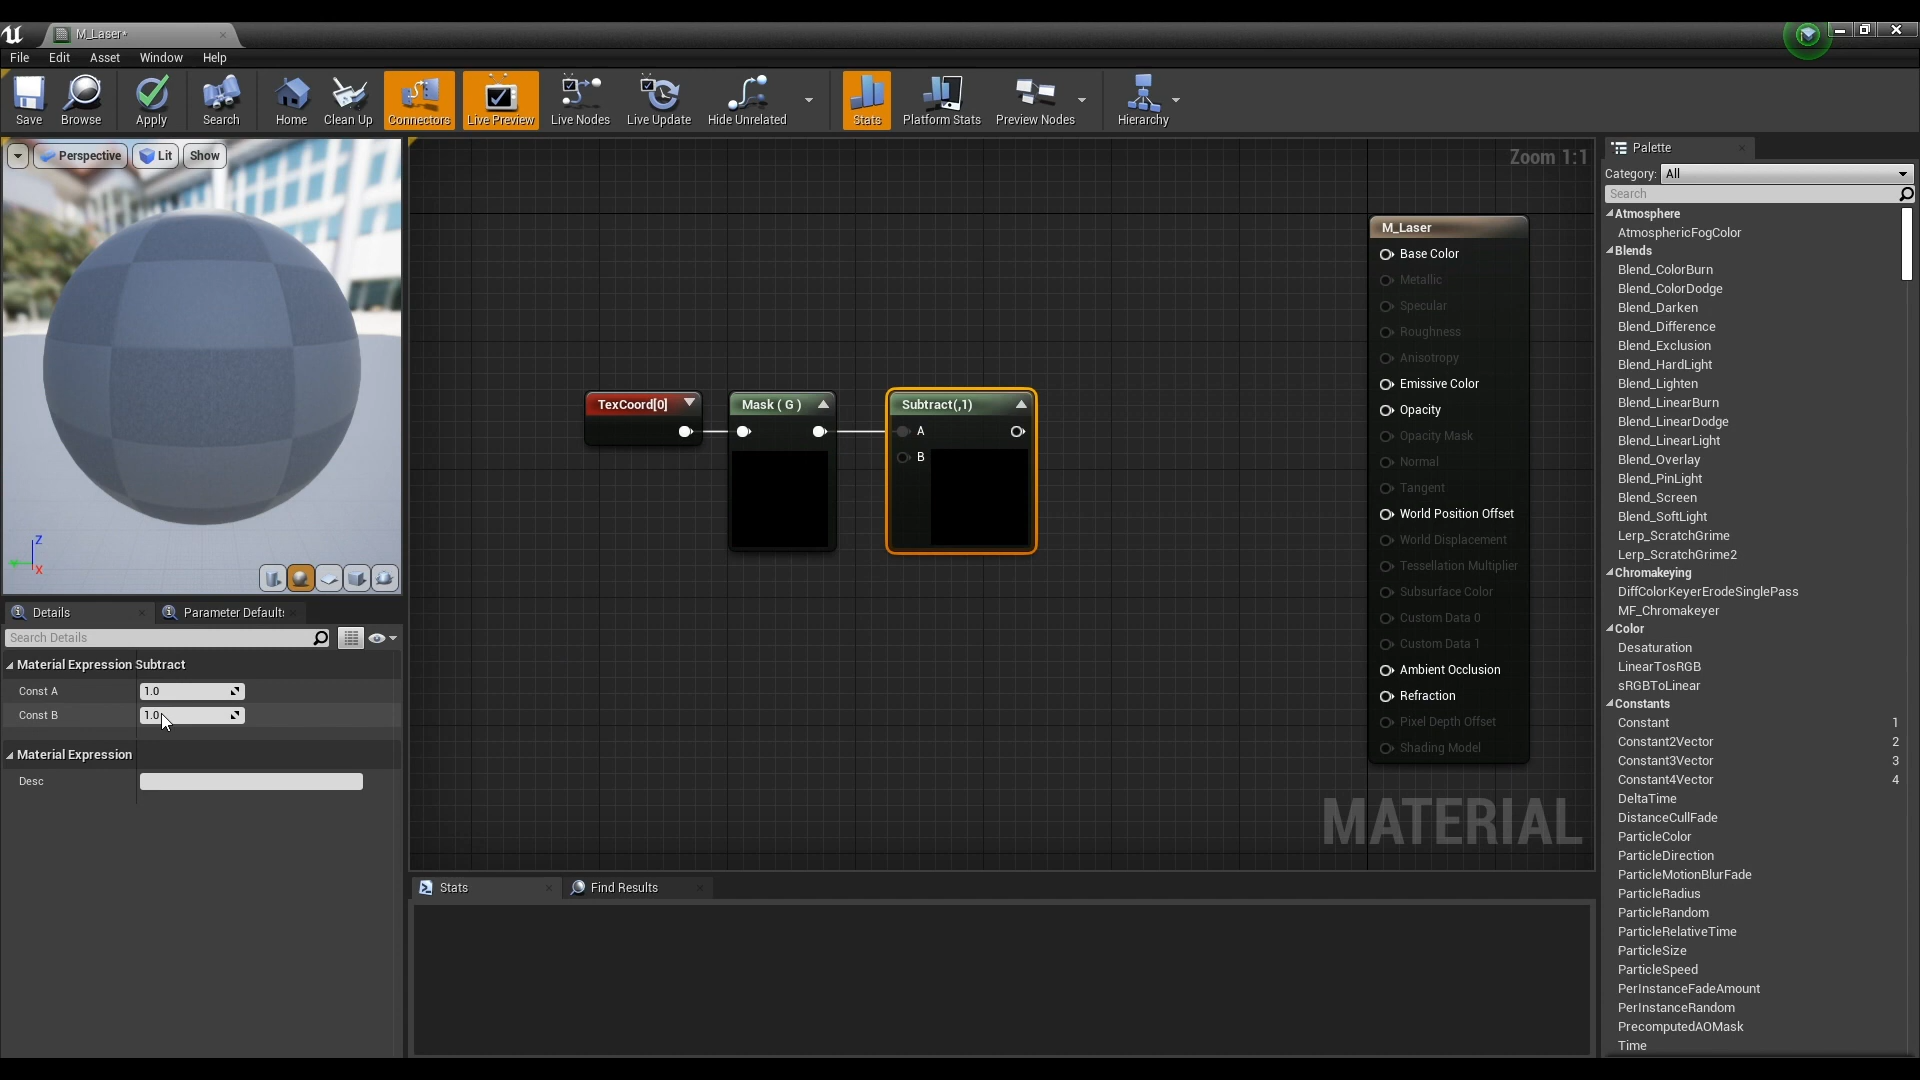 M_Laser*
File Edit Asset Window Help
Save Browse Apply Search Home Clean Up Connectors Live Preview Live Nodes Live Update Hide Unrelated Stats Platform Stats Preview Nodes Hierarchy
Perspective Lit Show
Z
X
Details Parameter Defaults
Search Details
Material Expression Subtract
Const A 1.0
Const B 1.0
Material Expression
Desc
Zoom 1:1
TexCoord[0]
Mask ( G )
Subtract(,1)
A
B
M_Laser
Base Color
Metallic
Specular
Roughness
Anisotropy
Emissive Color
Opacity
Opacity Mask
Normal
Tangent
World Position Offset
World Displacement
Tessellation Multiplier
Subsurface Color
Custom Data 0
Custom Data 1
Ambient Occlusion
Refraction
Pixel Depth Offset
Shading Model
MATERIAL
Stats Find Results
Palette
Category: All
Search
Atmosphere
AtmosphericFogColor
Blends
Blend_ColorBurn
Blend_ColorDodge
Blend_Darken
Blend_Difference
Blend_Exclusion
Blend_HardLight
Blend_Lighten
Blend_LinearBurn
Blend_LinearDodge
Blend_LinearLight
Blend_Overlay
Blend_PinLight
Blend_Screen
Blend_SoftLight
Lerp_ScratchGrime
Lerp_ScratchGrime2
Chromakeying
DiffColorKeyerErodeSinglePass
MF_Chromakeyer
Color
Desaturation
LinearTosRGB
sRGBToLinear
Constants
Constant 1
Constant2Vector 2
Constant3Vector 3
Constant4Vector 4
DeltaTime
DistanceCullFade
ParticleColor
ParticleDirection
ParticleMotionBlurFade
ParticleRadius
ParticleRandom
ParticleRelativeTime
ParticleSize
ParticleSpeed
PerInstanceFadeAmount
PerInstanceRandom
PrecomputedAOMask
Time